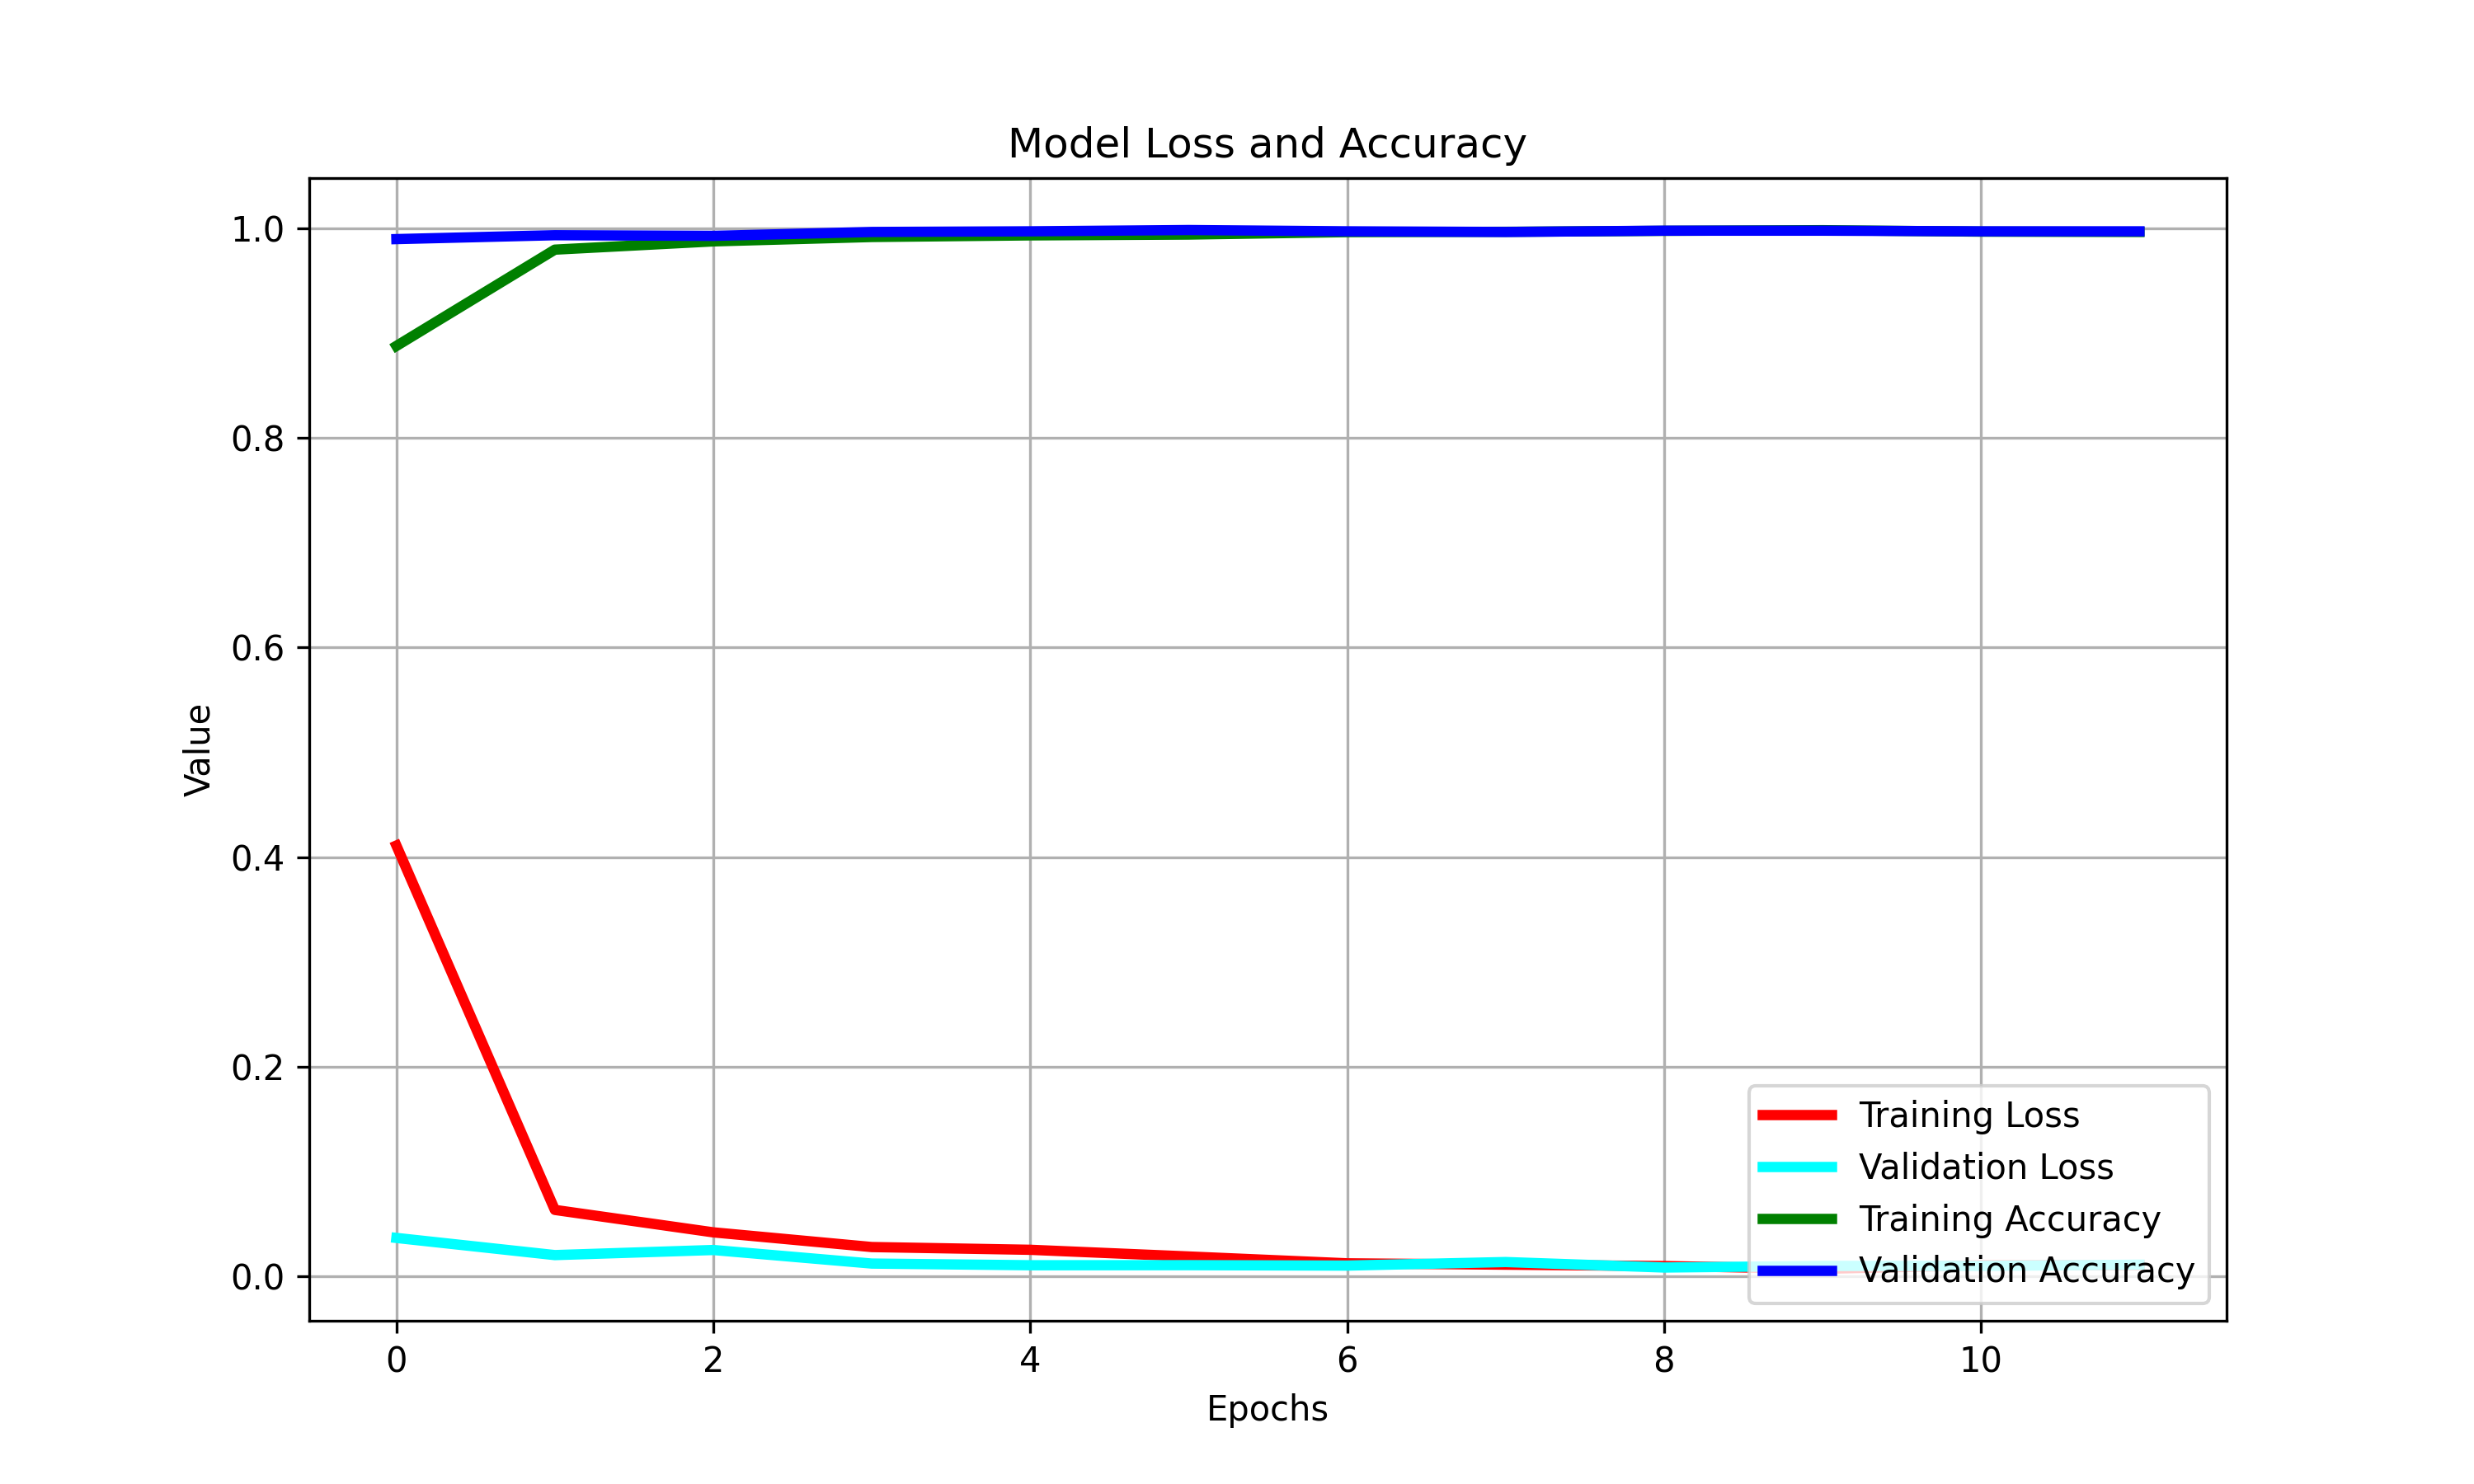 Model Loss and Accuracy
1.0
0.8
0.6
0.4
0.2
0.0
Value
0 2 4 6 8 10
Epochs
Training Loss
Validation Loss
Training Accuracy
Validation Accuracy